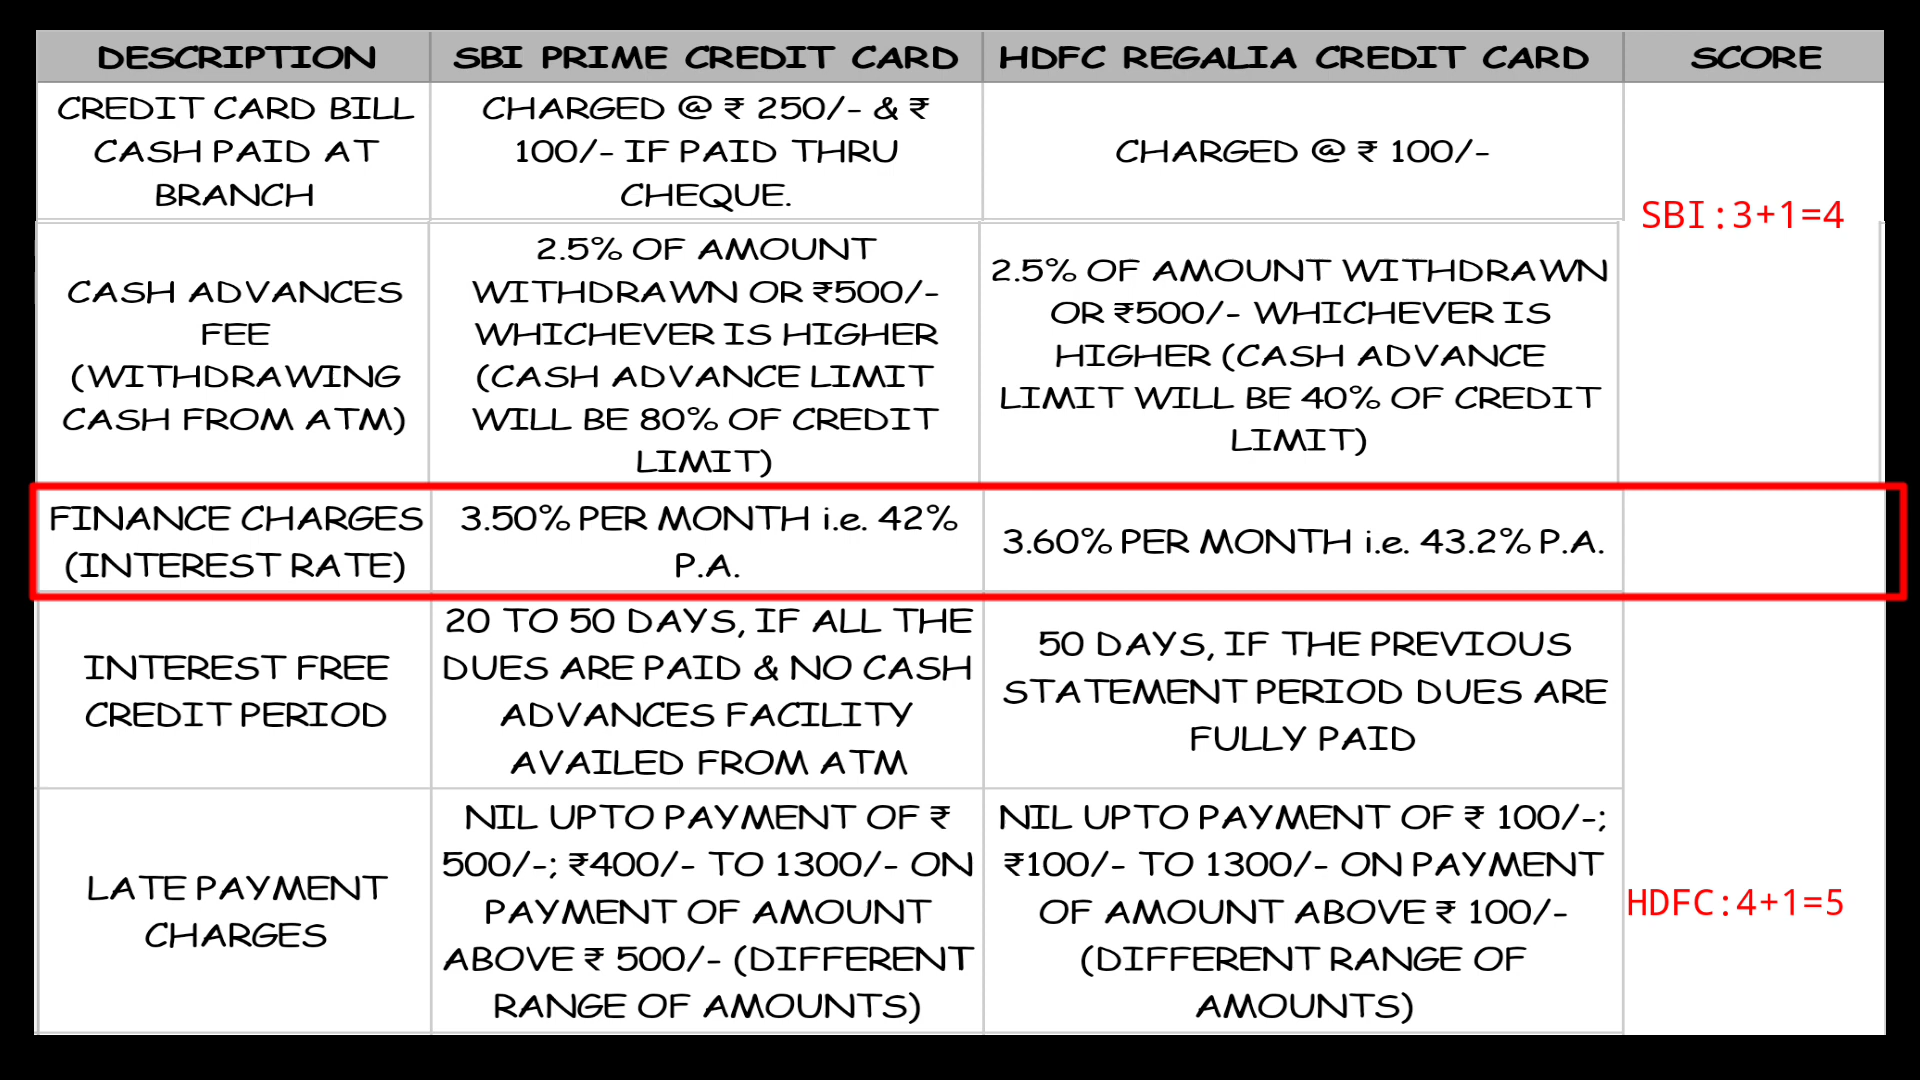 DESCRIPTION
SBI PRIME CREDIT CARD
HDFC REGALIA CREDIT CARD
SCORE
CREDIT CARD BILL
CASH PAID AT
BRANCH
CHARGED @ ₹ 250/- & ₹
100/- IF PAID THRU
CHEQUE.
CHARGED @ ₹ 100/-
SBI:3+1=4
CASH ADVANCES
FEE
(WITHDRAWING
CASH FROM ATM)
2.5% OF AMOUNT
WITHDRAWN OR ₹500/-
WHICHEVER IS HIGHER
(CASH ADVANCE LIMIT
WILL BE 80% OF CREDIT
LIMIT)
2.5% OF AMOUNT WITHDRAWN
OR ₹500/- WHICHEVER IS
HIGHER (CASH ADVANCE
LIMIT WILL BE 40% OF CREDIT
LIMIT)
FINANCE CHARGES
(INTEREST RATE)
3.50% PER MONTH i.e. 42%
P.A.
3.60% PER MONTH i.e. 43.2% P.A.
INTEREST FREE
CREDIT PERIOD
20 TO 50 DAYS, IF ALL THE
DUES ARE PAID & NO CASH
ADVANCES FACILITY
AVAILED FROM ATM
50 DAYS, IF THE PREVIOUS
STATEMENT PERIOD DUES ARE
FULLY PAID
LATE PAYMENT
CHARGES
NIL UPTO PAYMENT OF ₹
500/-; ₹400/- TO 1300/- ON
PAYMENT OF AMOUNT
ABOVE ₹ 500/- (DIFFERENT
RANGE OF AMOUNTS)
NIL UPTO PAYMENT OF ₹ 100/-;
₹100/- TO 1300/- ON PAYMENT
OF AMOUNT ABOVE ₹ 100/-
(DIFFERENT RANGE OF
AMOUNTS)
HDFC:4+1=5